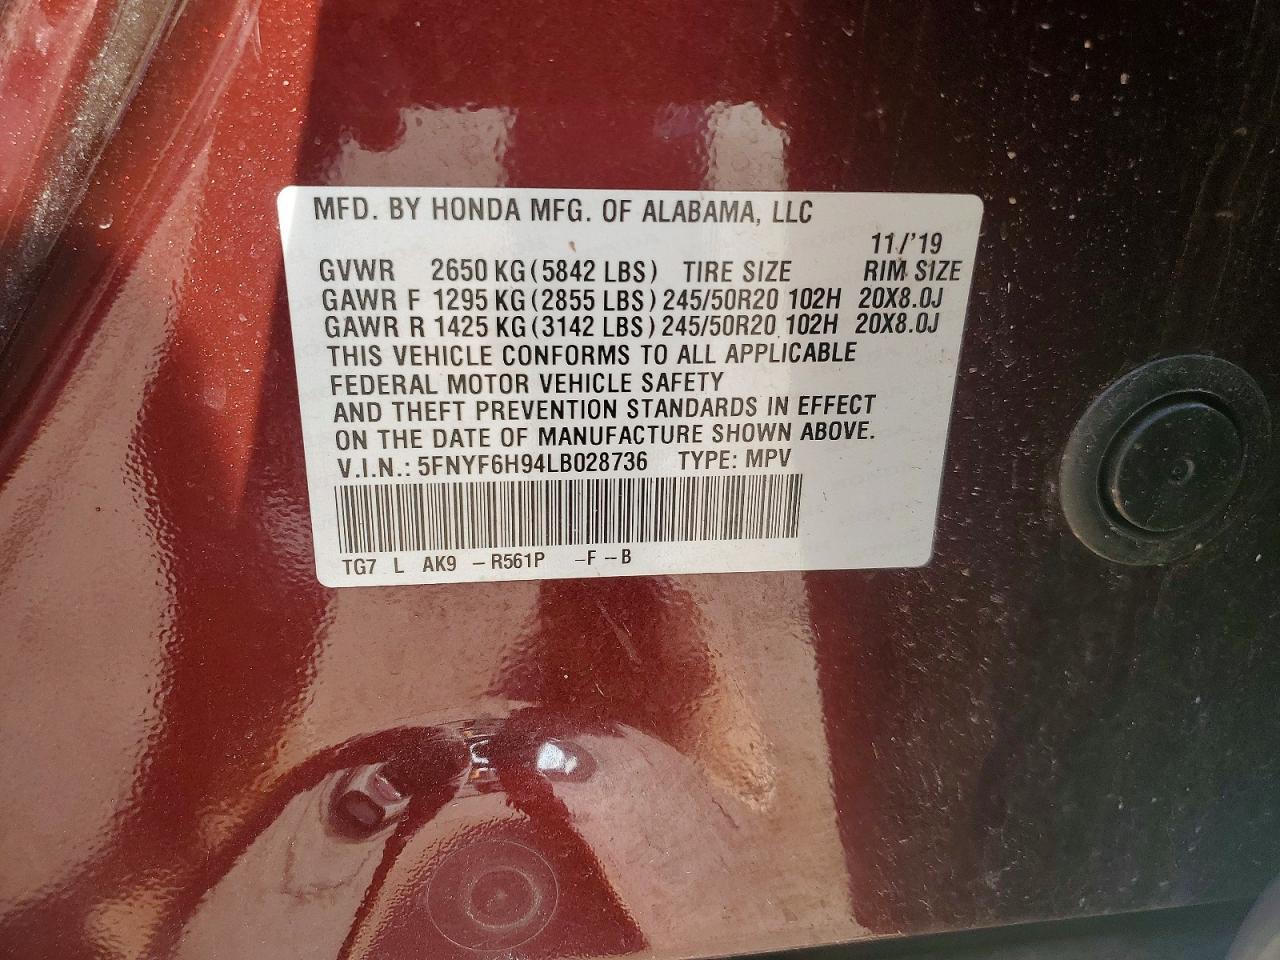 MFD. BY HONDA MFG. OF ALABAMA, LLC
11/'19
GVWR 2650 KG (5842 LBS) TIRE SIZE RIM SIZE
GAWR F 1295 KG (2855 LBS) 245/50R20 102H 20X8.0J
GAWR R 1425 KG (3142 LBS) 245/50R20 102H 20X8.0J
THIS VEHICLE CONFORMS TO ALL APPLICABLE
FEDERAL MOTOR VEHICLE SAFETY
AND THEFT PREVENTION STANDARDS IN EFFECT
ON THE DATE OF MANUFACTURE SHOWN ABOVE.
V.I.N.: 5FNYF6H94LB028736 TYPE: MPV
TG7 L AK9 – R561P –F – B